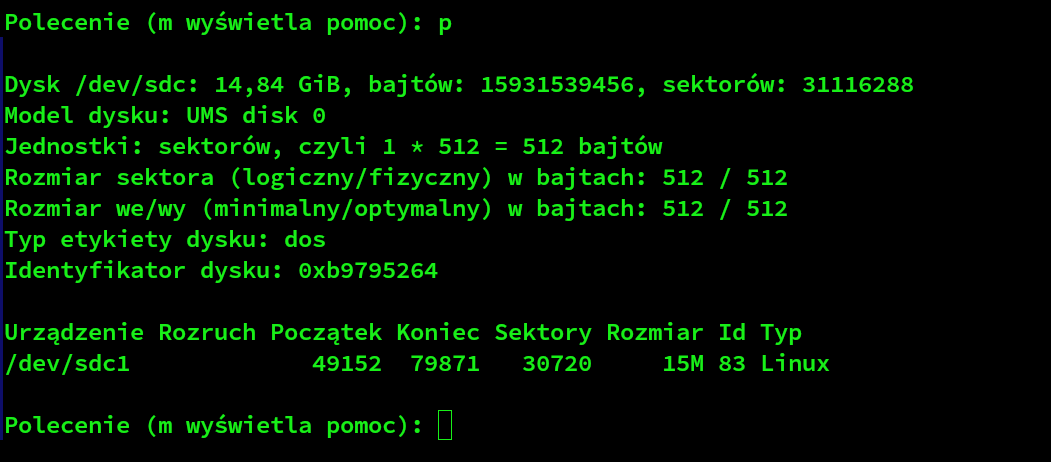 Polecenie (m wyświetla pomoc): p
Dysk /dev/sdc: 14,84 GiB, bajtów: 15931539456, sektorów: 31116288
Model dysku: UMS disk 0
Jednostki: sektorów, czyli 1 * 512 = 512 bajtów
Rozmiar sektora (logiczny/fizyczny) w bajtach: 512 / 512
Rozmiar we/wy (minimalny/optymalny) w bajtach: 512 / 512
Typ etykiety dysku: dos
Identyfikator dysku: 0xb9795264
Urządzenie Rozruch Początek Koniec Sektory Rozmiar Id Typ
/dev/sdc1 49152 79871 30720 15M 83 Linux
Polecenie (m wyświetla pomoc):